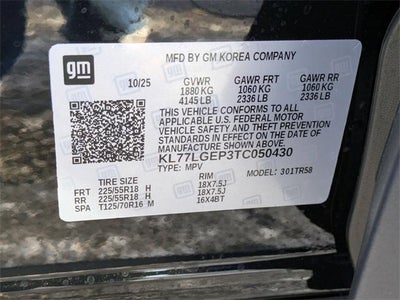 gm
MFD BY GM KOREA COMPANY
10/25 GVWR GAWR FRT GAWR RR
1880 KG 1060 KG 1060 KG
4145 LB 2336 LB 2336 LB
THIS VEHICLE CONFORMS TO ALL
APPLICABLE U.S. FEDERAL MOTOR
VEHICLE SAFETY AND THEFT PREVENTION
STANDARDS IN EFFECT ON THE DATE OF
MANUFACTURE SHOWN ABOVE.
KL77LGEP3TC050430
TYPE: MPV MODEL: 301TR58
TIRE SIZE RIM
FRT 225/55R18 H 18X7.5J
RR 225/55R18 H 18X7.5J
SPA T125/70R16 M 16X4BT